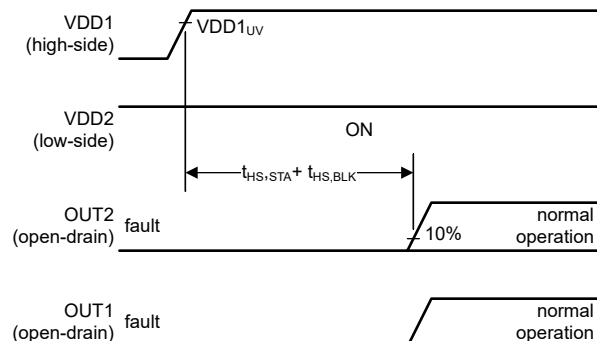 VDD1
(high-side)
VDD1UV
VDD2
(low-side)
ON
tHS,STA+ tHS,BLK
OUT2
(open-drain)
fault
10%
normal
operation
OUT1
(open-drain)
fault
normal
operation